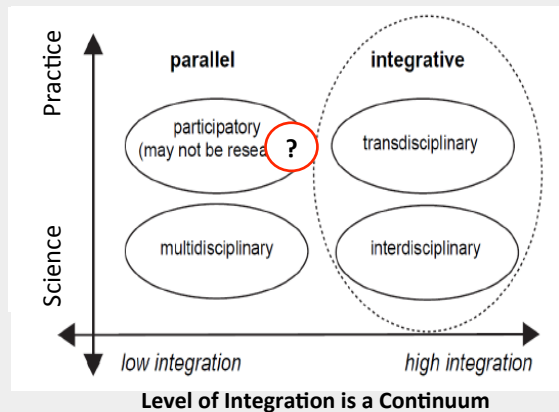 Practice
Science
parallel
integrative
participatory
(may not be resea
?
transdisciplinary
multidisciplinary
interdisciplinary
low integration
high integration
Level of Integration is a Continuum